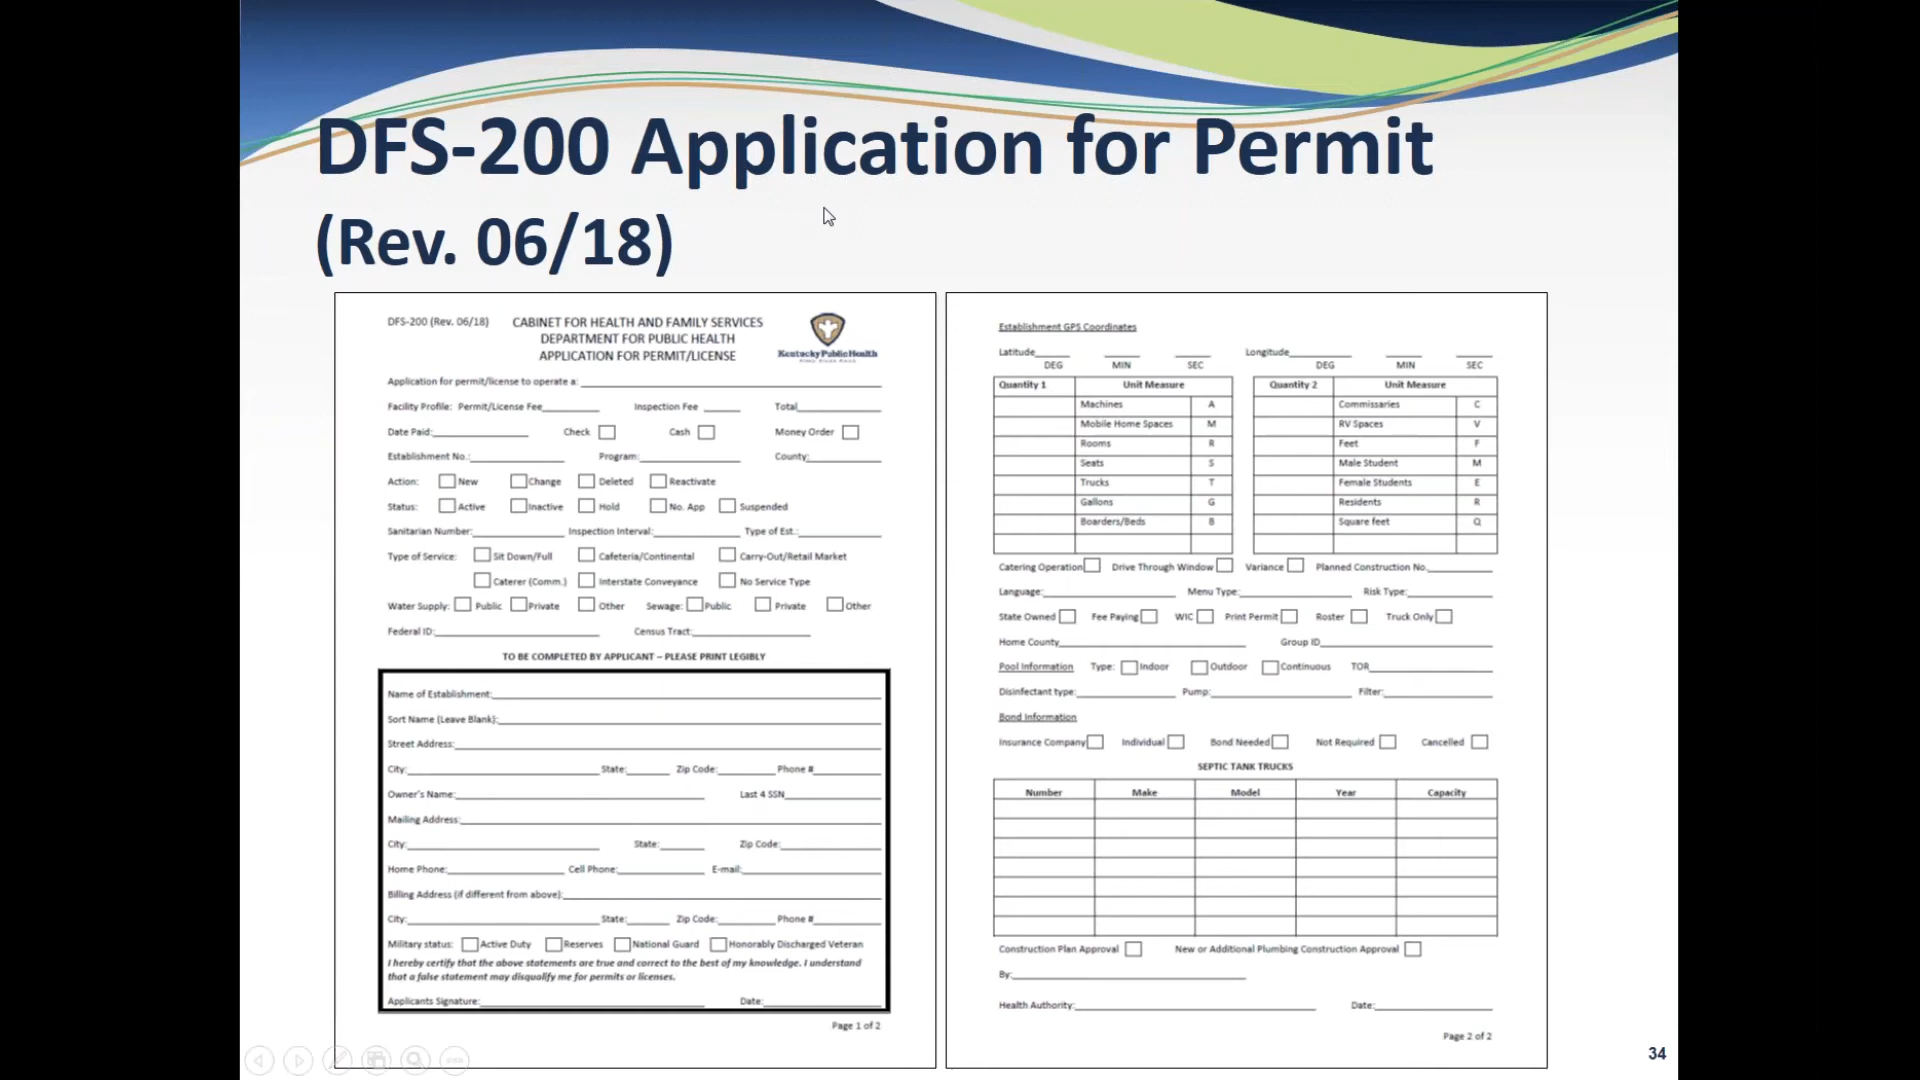 DFS-200 Application for Permit
(Rev. 06/18)
DFS-200 (Rev. 06/18) CABINET FOR HEALTH AND FAMILY SERVICES
DEPARTMENT FOR PUBLIC HEALTH
APPLICATION FOR PERMIT/LICENSE
KentuckyPublicHealth
Application for permit/license to operate a:
Facility Profile: Permit/License Fee Inspection Fee Total
Date Paid: Check Cash Money Order
Establishment No.: Program: County:
Action: New Change Deleted Reactivate
Status: Active Inactive Hold No. App Suspended
Sanitarian Number: Inspection Interval: Type of Est.:
Type of Service: Sit Down/Full Cafeteria/Continental Carry-Out/Retail Market
Caterer (Comm.) Interstate Conveyance No Service Type
Water Supply: Public Private Other Sewage: Public Private Other
Federal ID: Census Tract:
TO BE COMPLETED BY APPLICANT – PLEASE PRINT LEGIBLY
Name of Establishment:
Sort Name (Leave Blank):
Street Address:
City: State: Zip Code: Phone #
Owner's Name: Last 4 SSN
Mailing Address:
City: State: Zip Code:
Home Phone: Cell Phone: E-mail:
Billing Address (if different from above):
City: State: Zip Code: Phone #
Military status: Active Duty Reserves National Guard Honorably Discharged Veteran
I hereby certify that the above statements are true and correct to the best of my knowledge. I understand
that a false statement may disqualify me for permits or licenses.
Applicants Signature: Date:
Page 1 of 2
Establishment GPS Coordinates
Latitude Longitude
DEG MIN SEC DEG MIN SEC
Quantity 1 Unit Measure Quantity 2 Unit Measure
Machines A Commissaries C
Mobile Home Spaces M RV Spaces V
Rooms R Feet F
Seats S Male Student M
Trucks T Female Students E
Gallons G Residents R
Boarders/Beds B Square feet Q
Catering Operation Drive Through Window Variance Planned Construction No.
Language: Menu Type: Risk Type:
State Owned Fee Paying WIC Print Permit Roster Truck Only
Home County Group ID
Pool Information Type: Indoor Outdoor Continuous TOR
Disinfectant type: Pump: Filter:
Bond Information
Insurance Company Individual Bond Needed Not Required Cancelled
SEPTIC TANK TRUCKS
Number Make Model Year Capacity
Construction Plan Approval New or Additional Plumbing Construction Approval
By:
Health Authority: Date:
Page 2 of 2
34